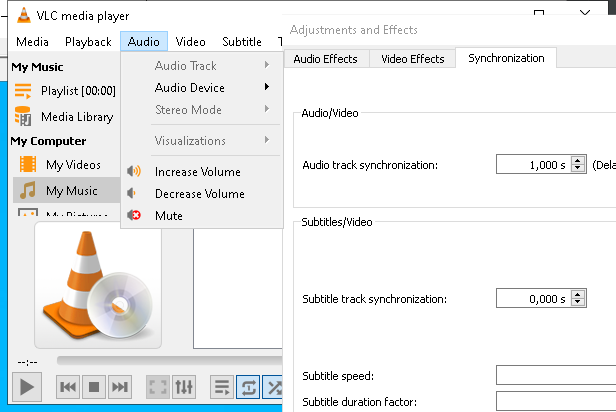 VLC media player
Media Playback Audio Video Subtitle
My Music
Playlist [00:00]
Media Library
My Computer
My Videos
My Music
Audio Track
Audio Device
Stereo Mode
Visualizations
Increase Volume
Decrease Volume
Mute
--:--
Adjustments and Effects
Audio Effects Video Effects Synchronization
Audio/Video
Audio track synchronization: 1,000 s (Dela
Subtitles/Video
Subtitle track synchronization: 0,000 s
Subtitle speed:
Subtitle duration factor: